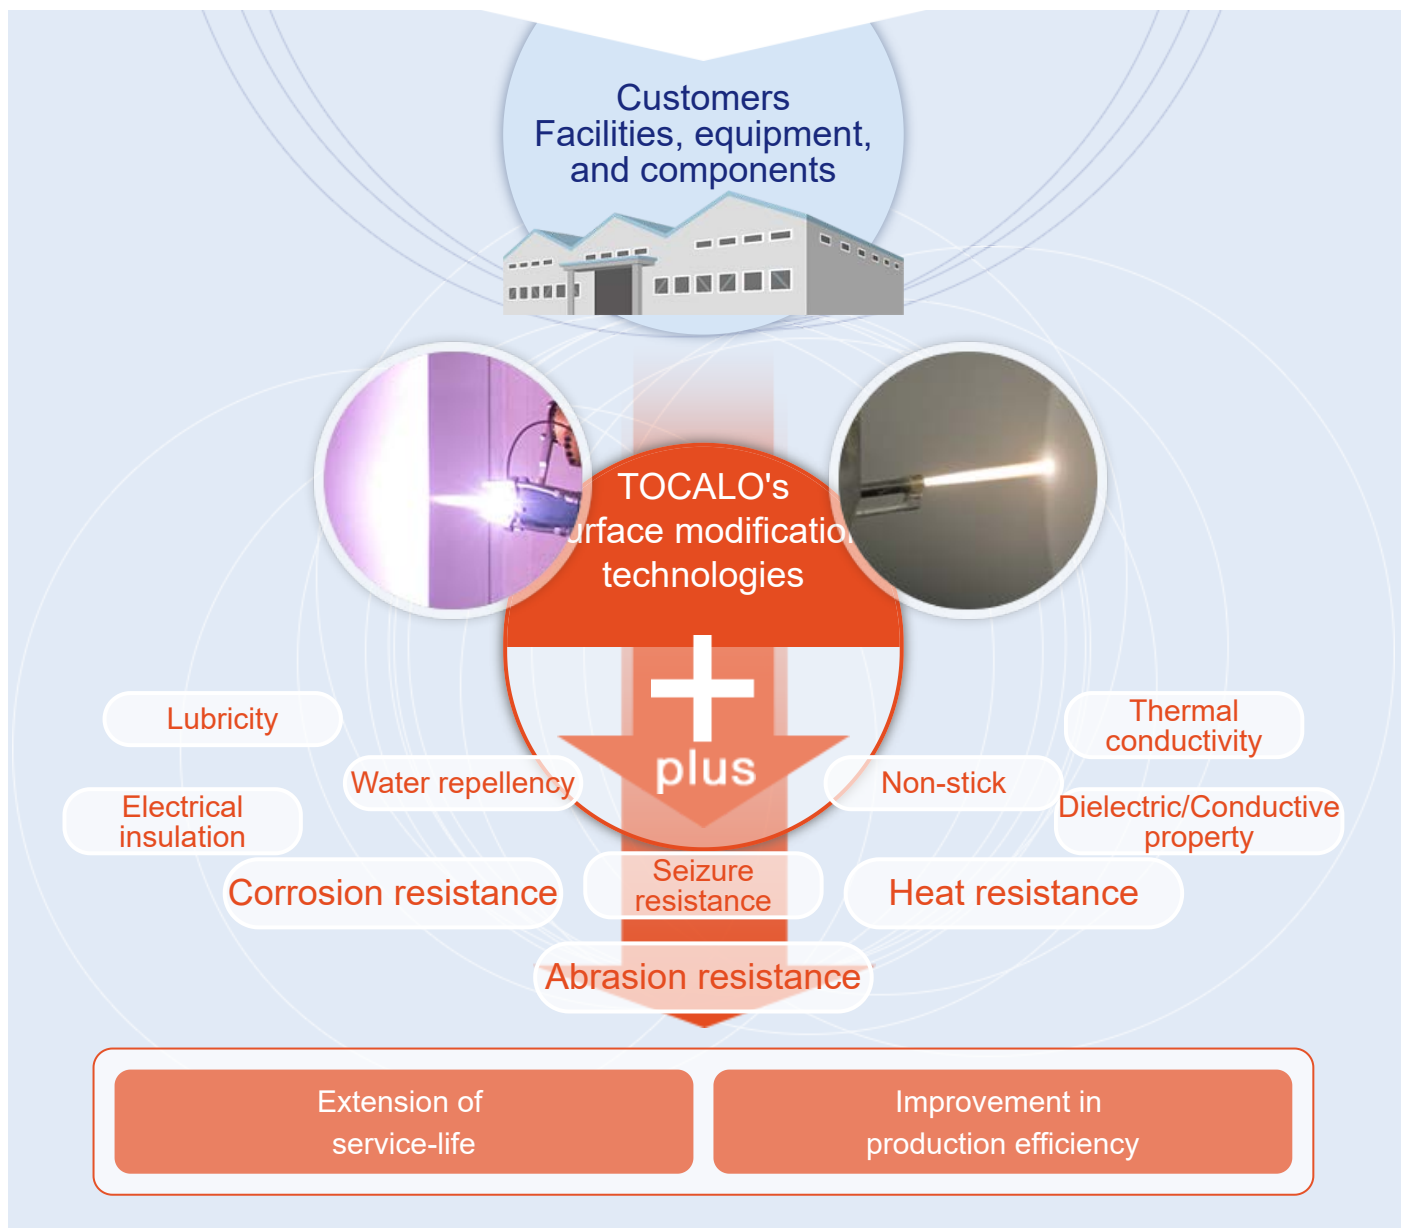 Customers
Facilities, equipment,
and components
TOCALO's
urface modificatio
technologies
plus
Lubricity
Thermal
conductivity
Water repellency
Non-stick
Electrical
insulation
Dielectric/Conductive
property
Corrosion resistance
Seizure
resistance
Heat resistance
Abrasion resistance
Extension of
service-life
Improvement in
production efficiency